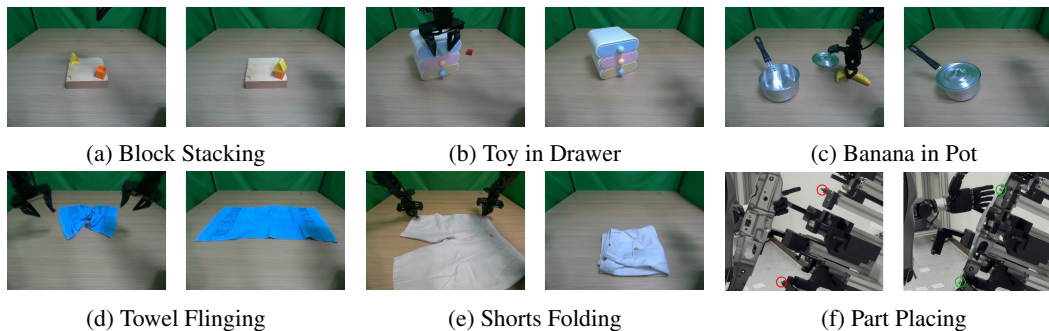 (a) Block Stacking
(b) Toy in Drawer
(c) Banana in Pot
(d) Towel Flinging
(e) Shorts Folding
(f) Part Placing